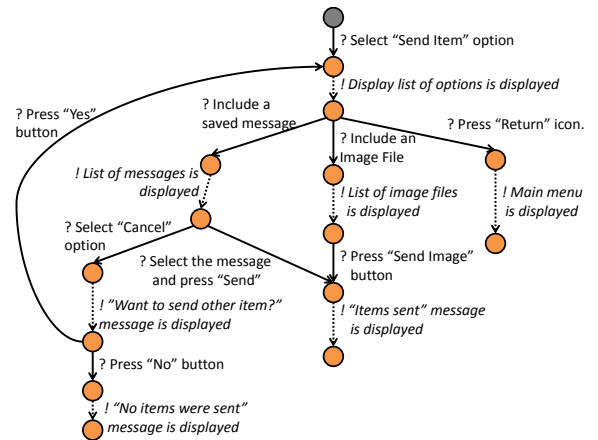 ? Select “Send Item” option
! Display list of options is displayed
? Press “Yes”
button
? Include a
saved message
? Include an
Image File
? Press “Return” icon.
! List of messages is
displayed
! List of image files
is displayed
! Main menu
is displayed
? Select “Cancel”
option
? Select the message
and press “Send”
? Press “Send Image”
button
! ”Want to send other item?”
message is displayed
! “Items sent” message
is displayed
? Press “No” button
! “No items were sent”
message is displayed